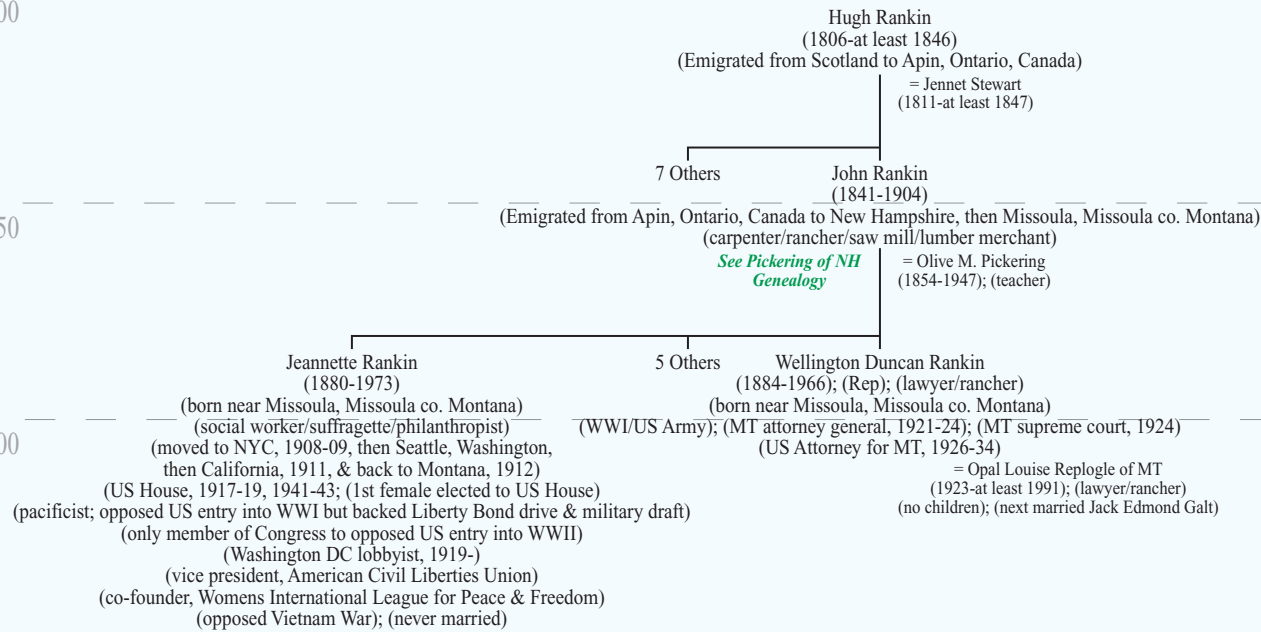 00
Hugh Rankin
(1806-at least 1846)
(Emigrated from Scotland to Apin, Ontario, Canada)
= Jennet Stewart
(1811-at least 1847)
7 Others
John Rankin
(1841-1904)
50
(Emigrated from Apin, Ontario, Canada to New Hampshire, then Missoula, Missoula co. Montana)
(carpenter/rancher/saw mill/lumber merchant)
See Pickering of NH
Genealogy
= Olive M. Pickering
(1854-1947); (teacher)
Jeannette Rankin
(1880-1973)
(born near Missoula, Missoula co. Montana)
(social worker/suffragette/philanthropist)
(moved to NYC, 1908-09, then Seattle, Washington,
then California, 1911, & back to Montana, 1912)
(US House, 1917-19, 1941-43; (1st female elected to US House)
(pacificist; opposed US entry into WWI but backed Liberty Bond drive & military draft)
(only member of Congress to opposed US entry into WWII)
(Washington DC lobbyist, 1919-)
(vice president, American Civil Liberties Union)
(co-founder, Womens International League for Peace & Freedom)
(opposed Vietnam War); (never married)
5 Others
Wellington Duncan Rankin
(1884-1966); (Rep); (lawyer/rancher)
(born near Missoula, Missoula co. Montana)
(WWI/US Army); (MT attorney general, 1921-24); (MT supreme court, 1924)
(US Attorney for MT, 1926-34)
= Opal Louise Replogle of MT
(1923-at least 1991); (lawyer/rancher)
(no children); (next married Jack Edmond Galt)
00